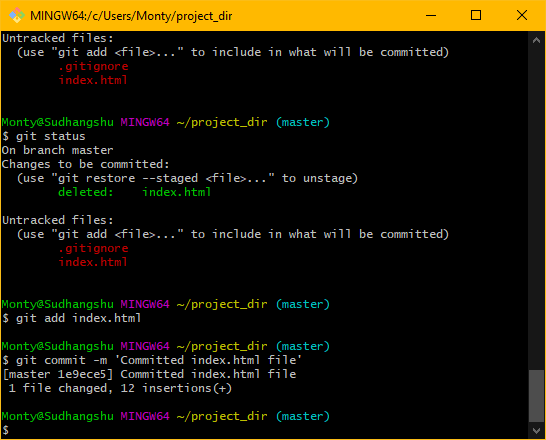 MINGW64:/c/Users/Monty/project_dir
Untracked files:
  (use "git add <file>..." to include in what will be committed)
        .gitignore
        index.html
Monty@Sudhangshu MINGW64 ~/project_dir (master)
$ git status
On branch master
Changes to be committed:
  (use "git restore --staged <file>..." to unstage)
        deleted:    index.html
Untracked files:
  (use "git add <file>..." to include in what will be committed)
        .gitignore
        index.html
Monty@Sudhangshu MINGW64 ~/project_dir (master)
$ git add index.html
Monty@Sudhangshu MINGW64 ~/project_dir (master)
$ git commit -m 'Committed index.html file'
[master 1e9ece5] Committed index.html file
 1 file changed, 12 insertions(+)
Monty@Sudhangshu MINGW64 ~/project_dir (master)
$